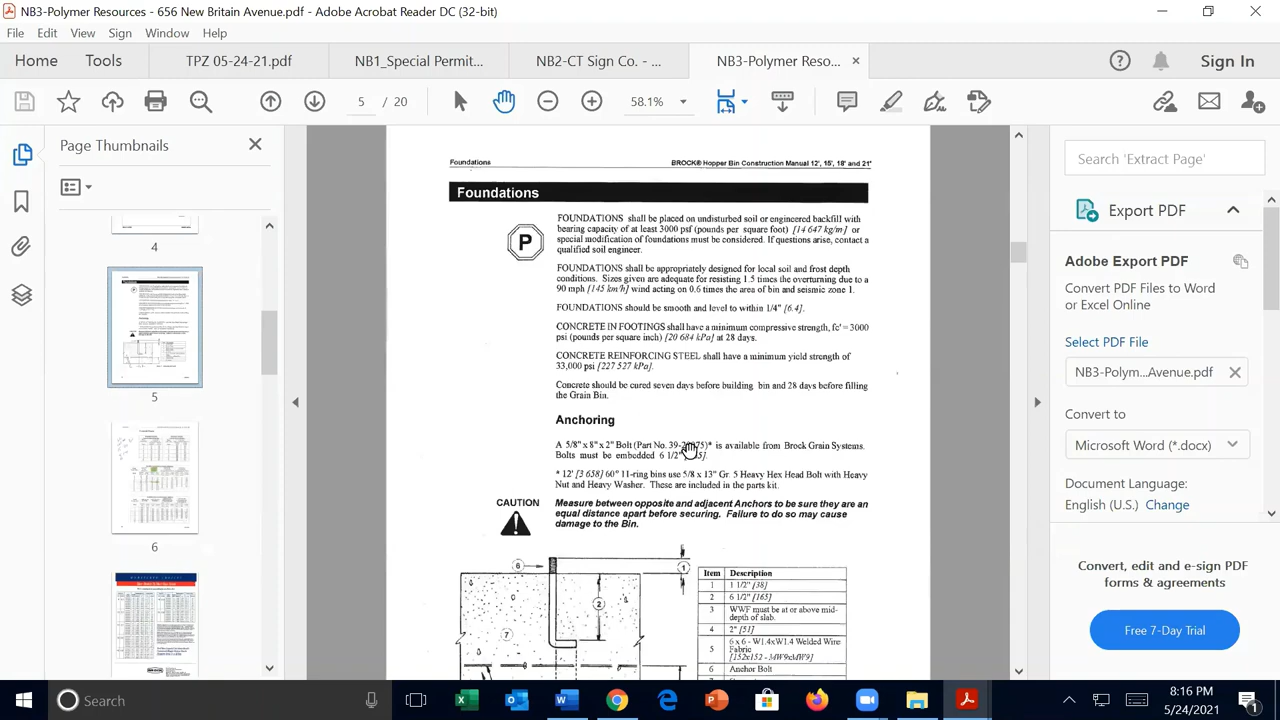 NB3-Polymer Resources - 656 New Britain Avenue.pdf - Adobe Acrobat Reader DC (32-bit)
File Edit View Sign Window Help
Home Tools TPZ 05-24-21.pdf NB1_Special Permit... NB2-CT Sign Co. - ... NB3-Polymer Reso... Sign In
5 / 20 58.1%
Page Thumbnails
4
5
6
Foundations BROCK® Hopper Bin Construction Manual 12', 15', 18' and 21'
Foundations
P
FOUNDATIONS shall be placed on undisturbed soil or engineered backfill with
bearing capacity of at least 3000 psf (pounds per square foot) [14 647 kg/m] or
special modification of foundations must be considered. If questions arise, contact a
qualified soil engineer.
FOUNDATIONS shall be appropriately designed for local soil and frost depth
conditions. Sizes given are adequate for resisting 1.5 times the overturning due to a
90 mph [145 km/h] wind acting on 0.6 times the area of bin and seismic zone 1.
FOUNDATIONS should be smooth and level to within 1/4" [6.4].
CONCRETE IN FOOTINGS shall have a minimum compressive strength, fc' = 3000
psi (pounds per square inch) [20 684 kPa] at 28 days.
CONCRETE REINFORCING STEEL shall have a minimum yield strength of
33,000 psi [227 527 kPa].
Concrete should be cured seven days before building bin and 28 days before filling
the Grain Bin.
Anchoring
A 5/8" x 8" x 2" Bolt (Part No. is available from Brock Grain Systems.
Bolts must be embedded 6 1/2"
* 12' [3 658] 60° 11-ring bins use 5/8 x 13" Gr. 5 Heavy Hex Head Bolt with Heavy
Nut and Heavy Washer. These are included in the parts kit.
CAUTION
Measure between opposite and adjacent Anchors to be sure they are an
equal distance apart before securing. Failure to do so may cause
damage to the Bin.
6
1
2
7
Item Description
1 1 1/2" [38]
2 6 1/2" [165]
3 WWF must be at or above mid-
depth of slab.
4 2" [51]
5 6 x 6 - W1.4xW1.4 Welded Wire
Fabric
[152x152 - MW9xMW9]
6 Anchor Bolt
Search 'Extract Page'
Export PDF
Adobe Export PDF
Convert PDF Files to Word
or Excel Online
Select PDF File
NB3-Polym...Avenue.pdf
Convert to
Microsoft Word (*.docx)
Document Language:
English (U.S.) Change
Convert, edit and e-sign PDF
forms & agreements
Free 7-Day Trial
Search
8:16 PM
5/24/2021
1